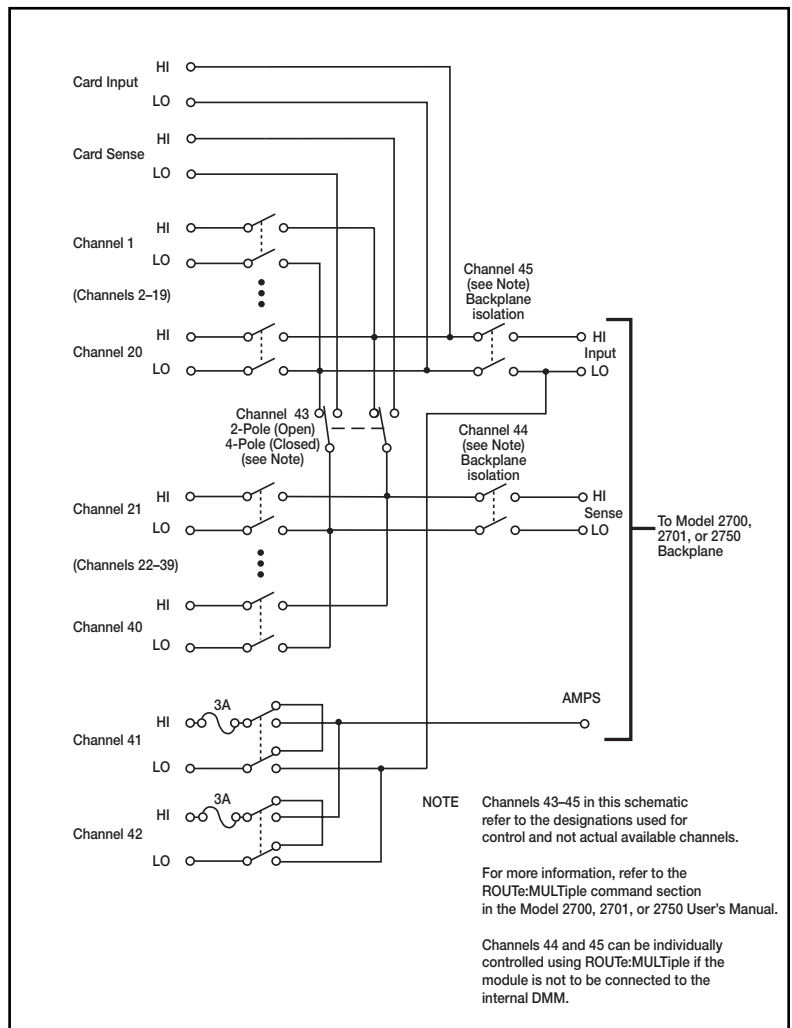 Card Input
HI
LO
Card Sense
HI
LO
Channel 1
HI
LO
(Channels 2–19)
Channel 20
HI
LO
Channel 45
(see Note)
Backplane
isolation
HI
Input
LO
Channel 43
2-Pole (Open)
4-Pole (Closed)
(see Note)
Channel 44
(see Note)
Backplane
isolation
Channel 21
HI
LO
HI
Sense
LO
To Model 2700,
2701, or 2750
Backplane
(Channels 22–39)
Channel 40
HI
LO
AMPS
Channel 41
HI
3A
LO
Channel 42
HI
3A
LO
NOTE
Channels 43–45 in this schematic
refer to the designations used for
control and not actual available channels.
For more information, refer to the
ROUTe:MULTiple command section
in the Model 2700, 2701, or 2750 User's Manual.
Channels 44 and 45 can be individually
controlled using ROUTe:MULTiple if the
module is not to be connected to the
internal DMM.